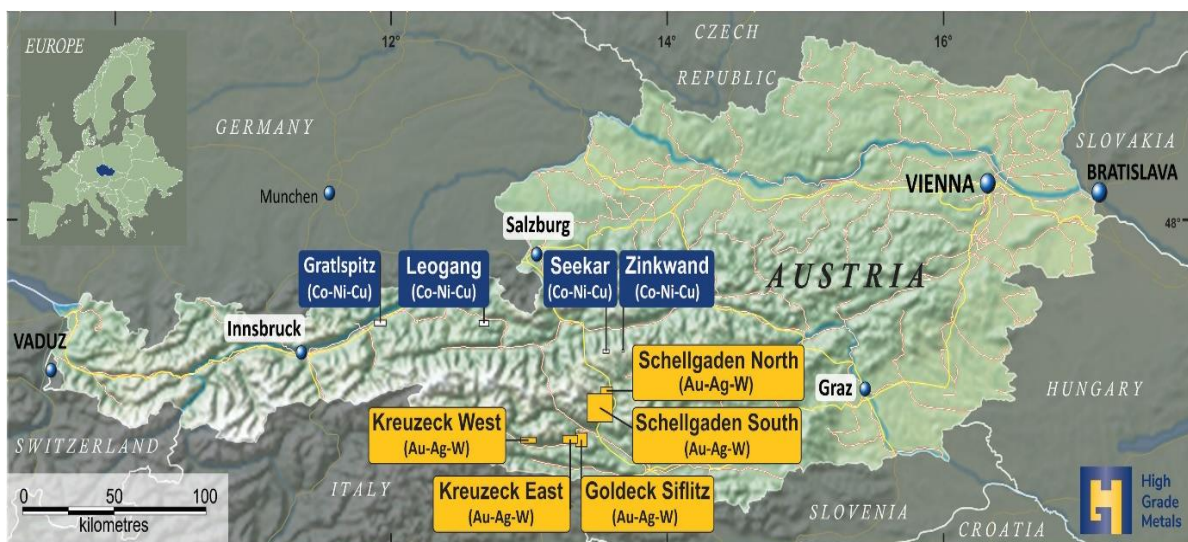 EUROPE
12
14
16
CZECH
REPUBLIC
GERMANY
SLOVAKIA
Munchen
VIENNA
BRATISLAVA
48°
Salzburg
Gratlspitz
(Co-Ni-Cu)
Leogang
(Co-Ni-Cu)
Seekar
(Co-Ni-Cu)
Zinkwand
(Co-Ni-Cu)
AUSTRIA
VADUZ
Innsbruck
Schellgaden North
(Au-Ag-W)
Graz
HUNGARY
Kreuzeck West
(Au-Ag-W)
Schellgaden South
(Au-Ag-W)
SWITZERLAND
ITALY
Kreuzeck East
(Au-Ag-W)
Goldeck Siflitz
(Au-Ag-W)
SLOVENIA
CROATIA
0 50 100
kilometres
High
Grade
Metals